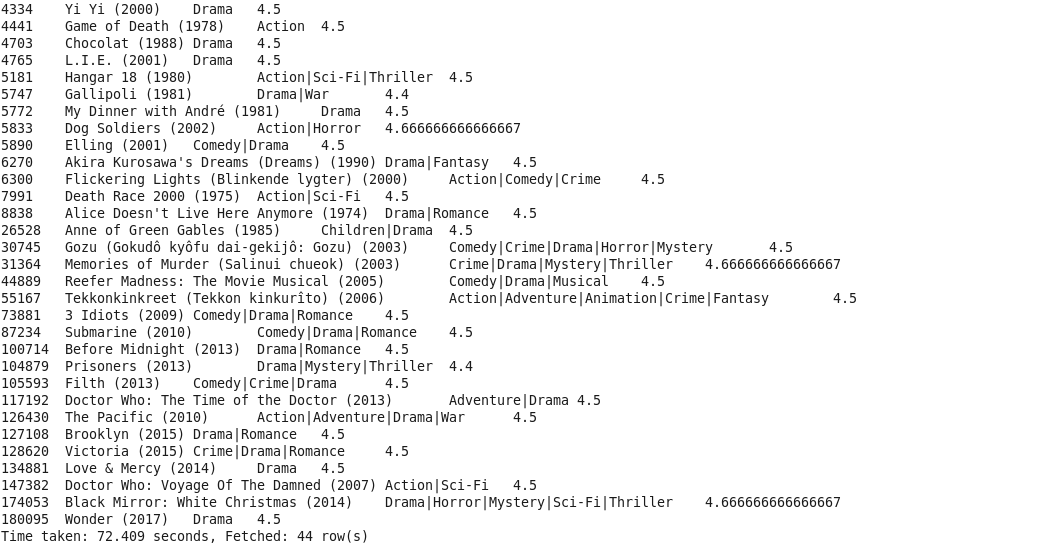 4334    Yi Yi (2000)    Drama   4.5
4441    Game of Death (1978)    Action  4.5
4703    Chocolat (1988) Drama   4.5
4765    L.I.E. (2001)   Drama   4.5
5181    Hangar 18 (1980)        Action|Sci-Fi|Thriller  4.5
5747    Gallipoli (1981)        Drama|War       4.4
5772    My Dinner with André (1981)     Drama   4.5
5833    Dog Soldiers (2002)     Action|Horror   4.666666666666667
5890    Elling (2001)   Comedy|Drama    4.5
6270    Akira Kurosawa's Dreams (Dreams) (1990) Drama|Fantasy   4.5
6300    Flickering Lights (Blinkende lygter) (2000)     Action|Comedy|Crime     4.5
7991    Death Race 2000 (1975)  Action|Sci-Fi   4.5
8838    Alice Doesn't Live Here Anymore (1974)  Drama|Romance   4.5
26528   Anne of Green Gables (1985)     Children|Drama  4.5
30745   Gozu (Gokudô kyôfu dai-gekijô: Gozu) (2003)     Comedy|Crime|Drama|Horror|Mystery       4.5
31364   Memories of Murder (Salinui chueok) (2003)      Crime|Drama|Mystery|Thriller    4.666666666666667
44889   Reefer Madness: The Movie Musical (2005)        Comedy|Drama|Musical    4.5
55167   Tekkonkinkreet (Tekkon kinkurîto) (2006)        Action|Adventure|Animation|Crime|Fantasy        4.5
73881   3 Idiots (2009) Comedy|Drama|Romance    4.5
87234   Submarine (2010)        Comedy|Drama|Romance    4.5
100714  Before Midnight (2013)  Drama|Romance   4.5
104879  Prisoners (2013)        Drama|Mystery|Thriller  4.4
105593  Filth (2013)    Comedy|Crime|Drama      4.5
117192  Doctor Who: The Time of the Doctor (2013)       Adventure|Drama 4.5
126430  The Pacific (2010)      Action|Adventure|Drama|War      4.5
127108  Brooklyn (2015) Drama|Romance   4.5
128620  Victoria (2015) Crime|Drama|Romance     4.5
134881  Love & Mercy (2014)     Drama   4.5
147382  Doctor Who: Voyage Of The Damned (2007) Action|Sci-Fi   4.5
174053  Black Mirror: White Christmas (2014)    Drama|Horror|Mystery|Sci-Fi|Thriller    4.666666666666667
180095  Wonder (2017)   Drama   4.5
Time taken: 72.409 seconds, Fetched: 44 row(s)